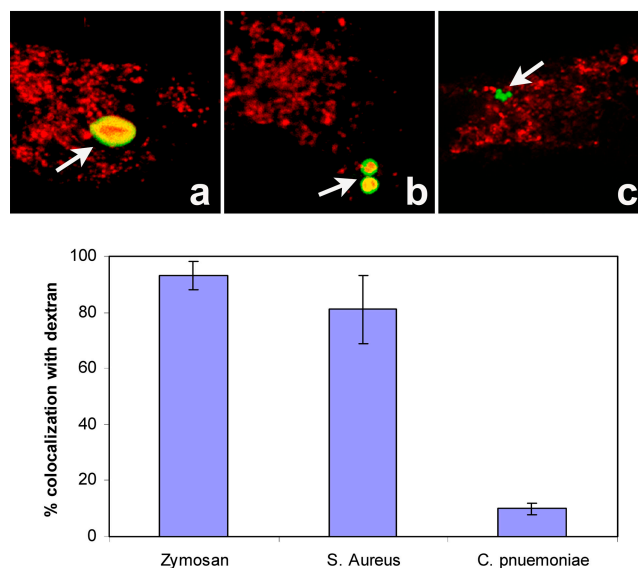 a
b
c
% colocalization with dextran
100
80
60
40
20
0
Zymosan
S. Aureus
C. pnuemoniae